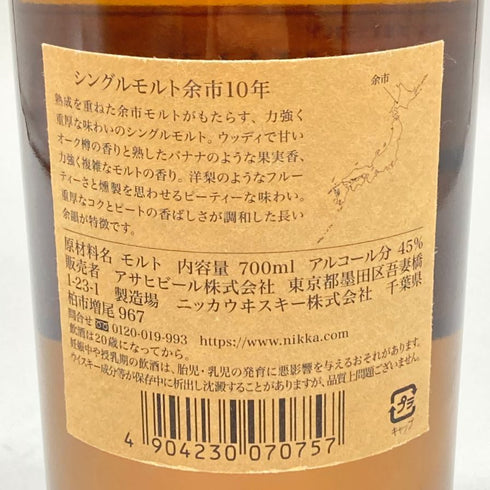 シングルモルト余市10年
余市
熟成を重ねた余市モルトがもたらす、力強く
重厚な味わいのシングルモルト。ウッディで甘い
オーク樽の香りと熟したバナナのような果実香、
力強く複雑なモルトの香り。洋梨のようなフルー
ティーさと燻製を思わせるピーティーな味わい。
重厚なコクとピートの香ばしさが調和した長い
余韻が特徴です。
原材料名 モルト 内容量 700ml アルコール分 45%
販売者 アサヒビール株式会社 東京都墨田区吾妻橋
1-23-1 製造場 ニッカウヰスキー株式会社 千葉県
柏市増尾967
問合せ 0120-019-993 https://www.nikka.com
飲酒は20歳になってから。
妊娠中や授乳期の飲酒は、胎児・乳児の発育に悪影響を与えるおそれがあります。
ウイスキー成分等が保存中に析出し沈澱することがありますが、品質上問題ございません。
プラ
キャップ
4 904230 070757